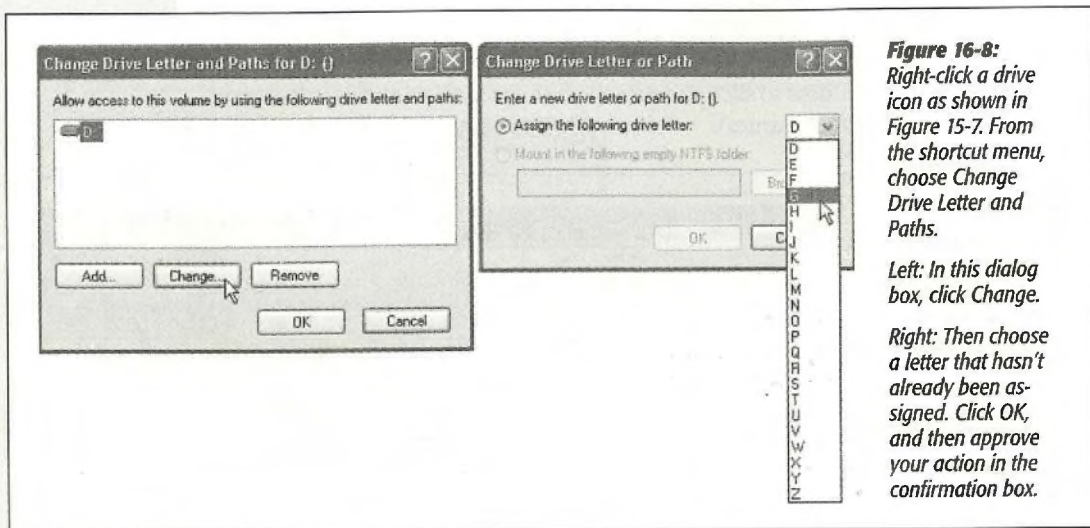 Change Drive Letter and Paths for D: ()
Allow access to this volume by using the following drive letter and paths:
D:
Add...
Change...
Remove
OK
Cancel
Change Drive Letter or Path
Enter a new drive letter or path for D: ().
Assign the following drive letter:
D
Mount in the following empty NTFS folder
OK
D
E
F
G
H
I
J
K
L
M
N
O
P
Q
R
S
T
U
V
W
X
Y
Z
Figure 16-8:
Right-click a drive
icon as shown in
Figure 15-7. From
the shortcut menu,
choose Change
Drive Letter and
Paths.
Left: In this dialog
box, click Change.
Right: Then choose
a letter that hasn't
already been as-
signed. Click OK,
and then approve
your action in the
confirmation box.